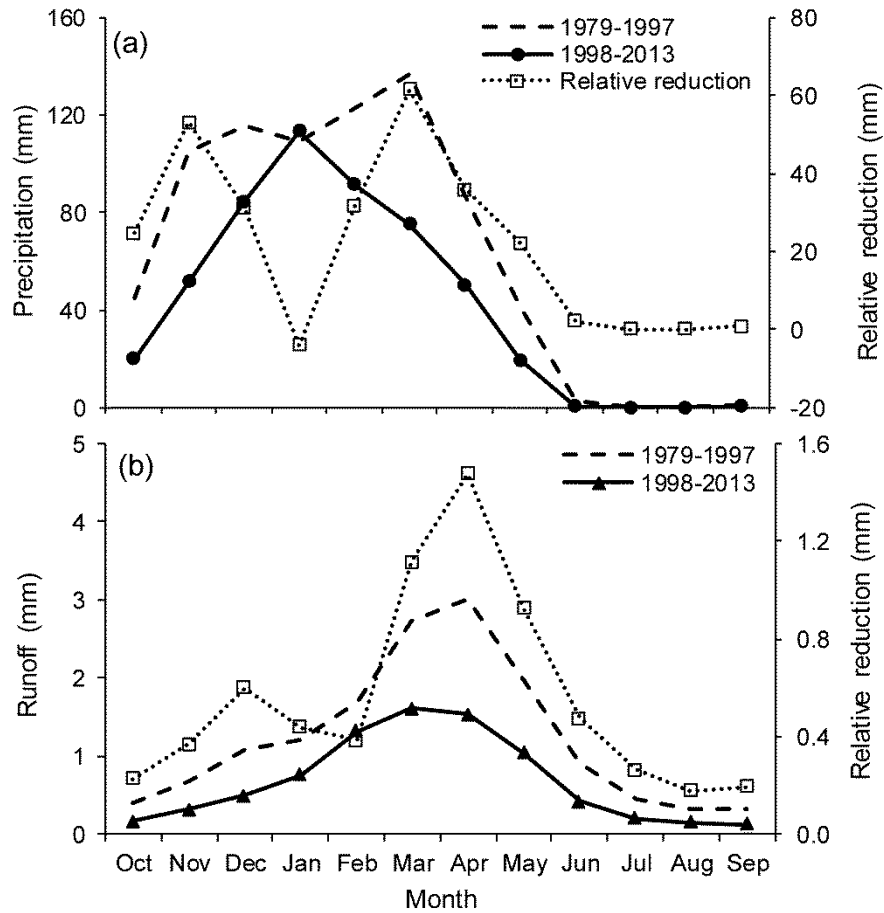 (a)
1979-1997
1998-2013
Relative reduction
160
120
80
40
0
Precipitation (mm)
80
60
40
20
0
-20
Relative reduction (mm)
(b)
1979-1997
1998-2013
5
4
3
2
1
0
Runoff (mm)
1.6
1.2
0.8
0.4
0.0
Relative reduction (mm)
Oct Nov Dec Jan Feb Mar Apr May Jun Jul Aug Sep
Month